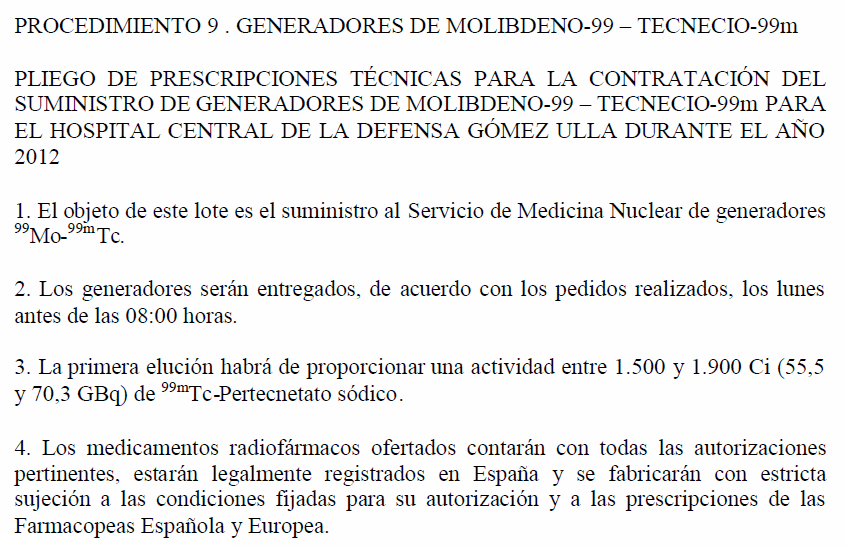 PROCEDIMIENTO 9 . GENERADORES DE MOLIBDENO-99 – TECNECIO-99m
PLIEGO DE PRESCRIPCIONES TÉCNICAS PARA LA CONTRATACIÓN DEL
SUMINISTRO DE GENERADORES DE MOLIBDENO-99 – TECNECIO-99m PARA
EL HOSPITAL CENTRAL DE LA DEFENSA GÓMEZ ULLA DURANTE EL AÑO
2012
1. El objeto de este lote es el suministro al Servicio de Medicina Nuclear de generadores
⁹⁹Mo-⁹⁹ᵐTc.
2. Los generadores serán entregados, de acuerdo con los pedidos realizados, los lunes
antes de las 08:00 horas.
3. La primera elución habrá de proporcionar una actividad entre 1.500 y 1.900 Ci (55,5
y 70,3 GBq) de ⁹⁹ᵐTc-Pertecnetato sódico.
4. Los medicamentos radiofármacos ofertados contarán con todas las autorizaciones
pertinentes, estarán legalmente registrados en España y se fabricarán con estricta
sujeción a las condiciones fijadas para su autorización y a las prescripciones de las
Farmacopeas Española y Europea.